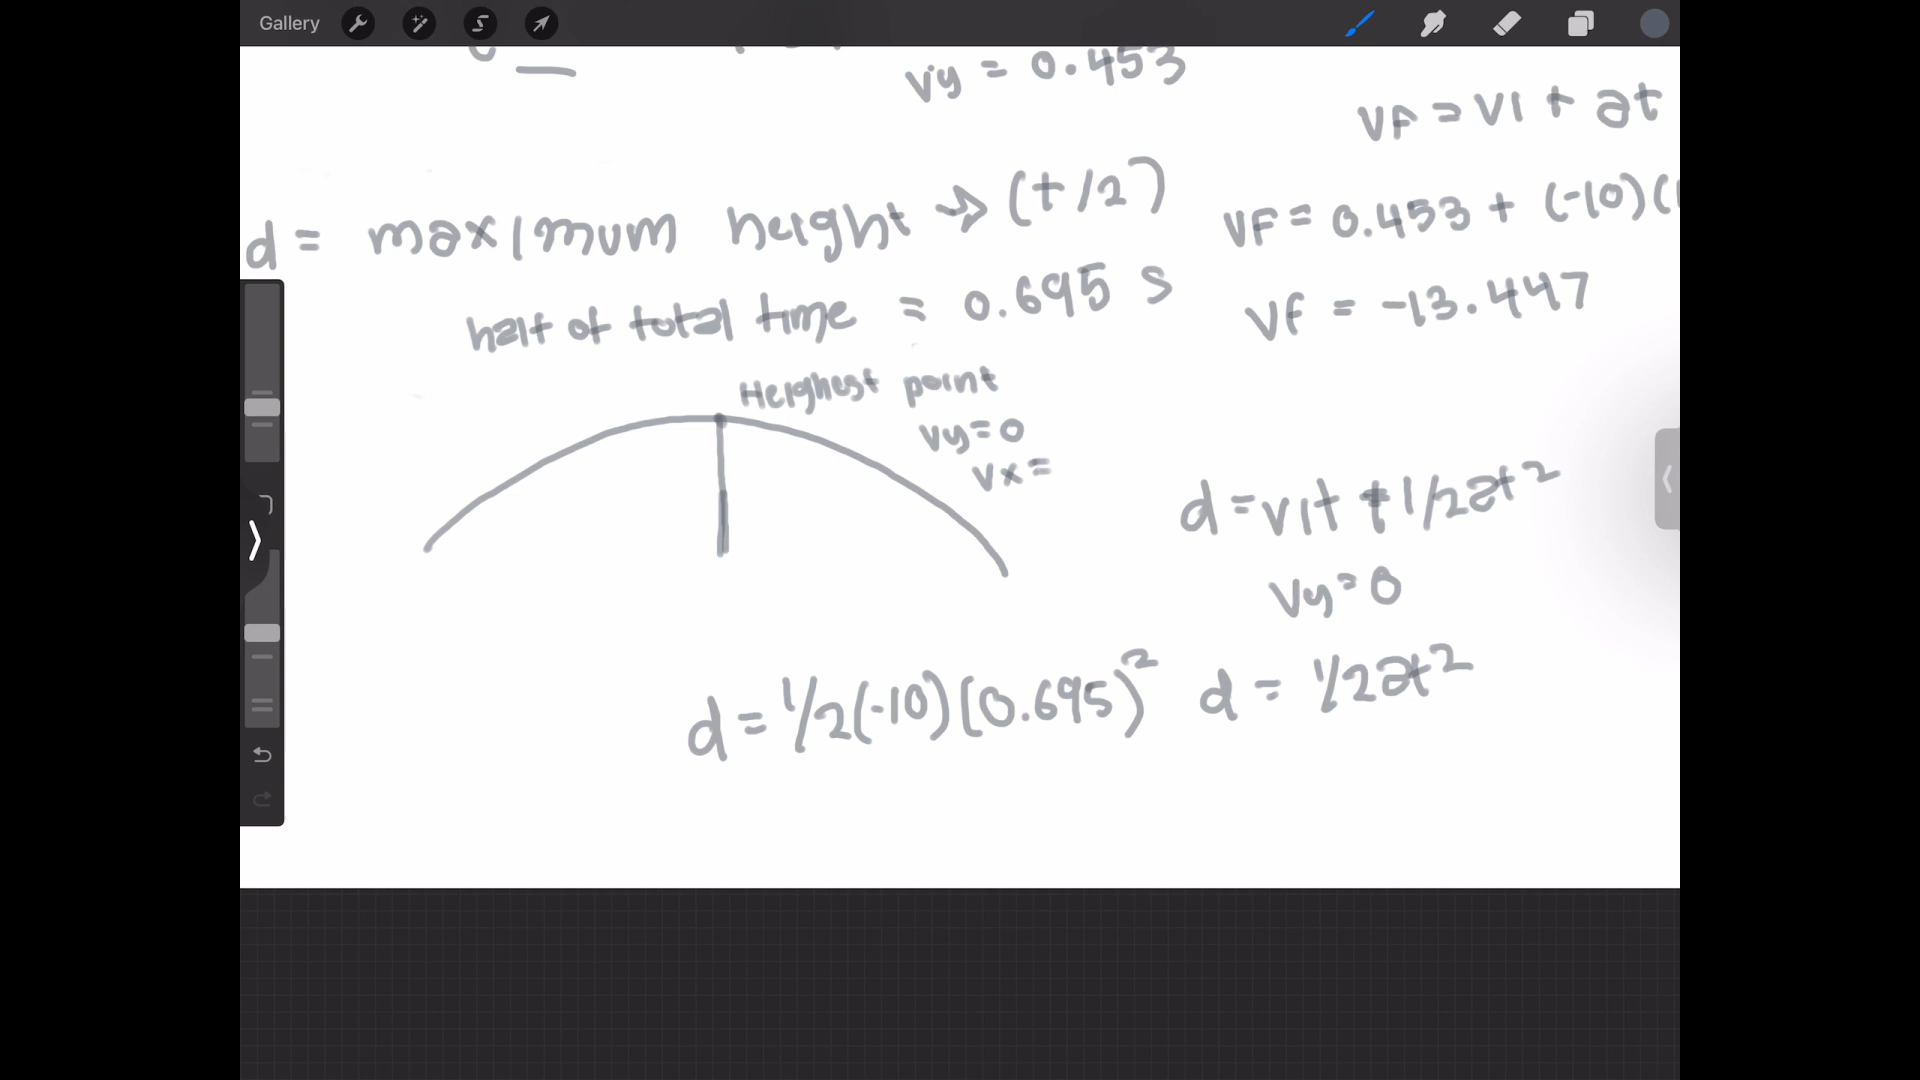 Gallery
vy = 0.453
VF = VI + at
d = maximum height → (t/2)
VF = 0.453 + (-10)(
half of total time = 0.695 s
VF = -13.447
Heighest point
vy=0
vx=
d = VIt + 1/2at²
Vy = 0
d = 1/2(-10)(0.695)²
d = 1/2at²